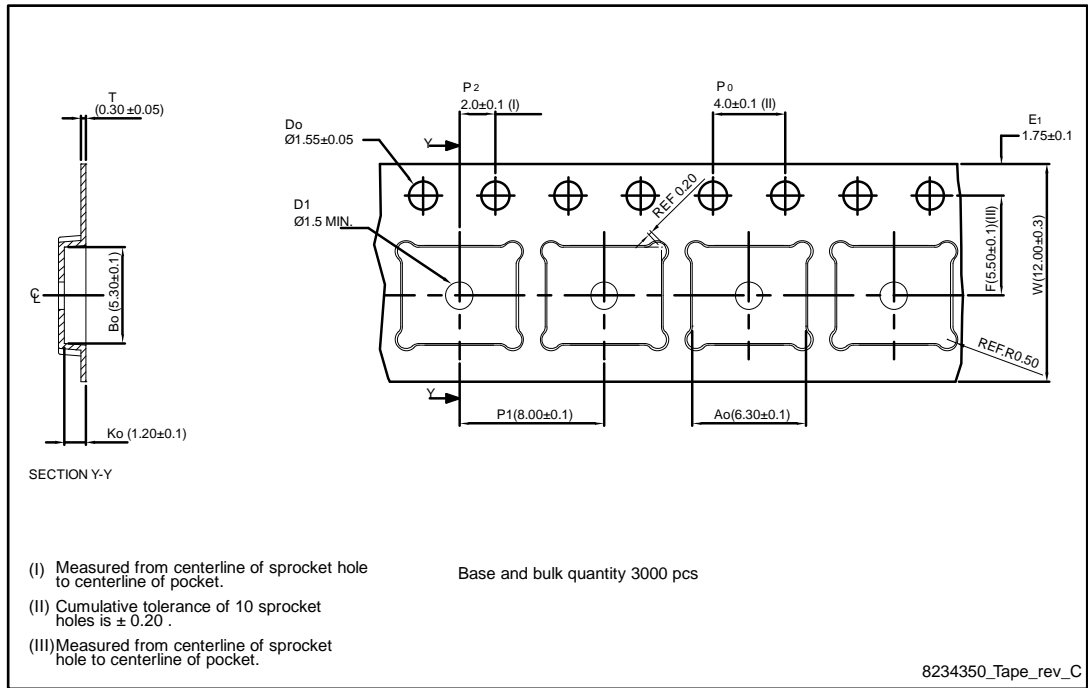 T
(0.30 ±0.05)
P2
2.0±0.1 (I)
P0
4.0±0.1 (II)
E1
1.75±0.1
Do
Ø1.55±0.05
Y
D1
Ø1.5 MIN.
REF 0.20
F(5.50±0.1)(III)
W(12.00±0.3)
℄
Bo (5.30±0.1)
REF.R0.50
Y
P1(8.00±0.1)
Ao(6.30±0.1)
Ko (1.20±0.1)
SECTION Y-Y
(I) Measured from centerline of sprocket hole
to centerline of pocket.
Base and bulk quantity 3000 pcs
(II) Cumulative tolerance of 10 sprocket
holes is ± 0.20 .
(III) Measured from centerline of sprocket
hole to centerline of pocket.
8234350_Tape_rev_C